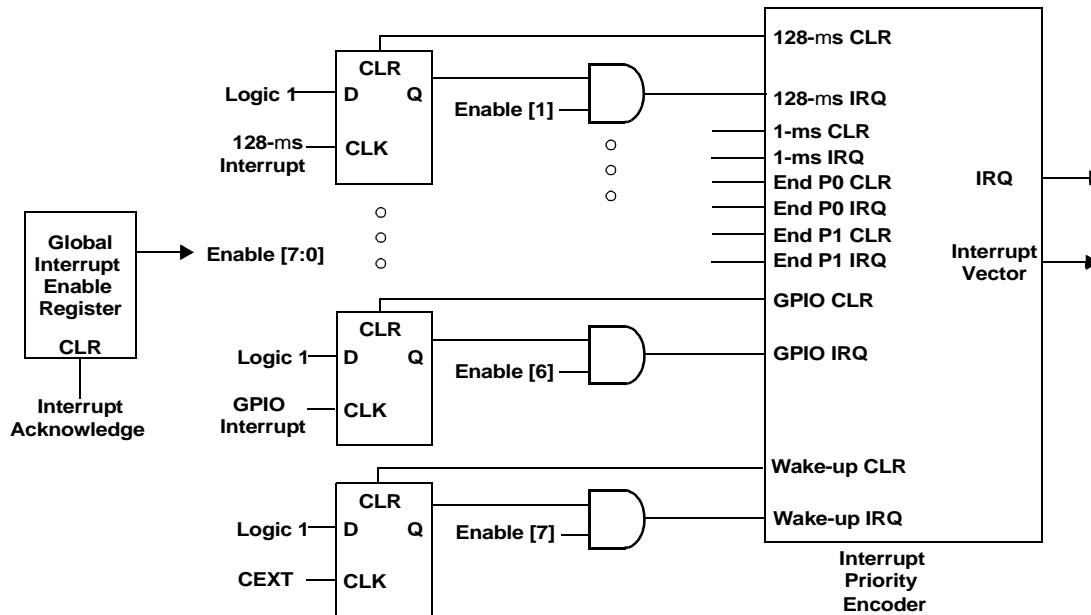 128-ms CLR
CLR
D Q
Logic 1
Enable [1]
128-ms IRQ
128-ms
Interrupt
CLK
1-ms CLR
1-ms IRQ
End P0 CLR
End P0 IRQ
End P1 CLR
End P1 IRQ
IRQ
Interrupt
Vector
Global
Interrupt
Enable
Register
CLR
Interrupt
Acknowledge
Enable [7:0]
GPIO CLR
CLR
Logic 1
D Q
Enable [6]
GPIO IRQ
GPIO
Interrupt
CLK
Wake-up CLR
CLR
Logic 1
D Q
Enable [7]
Wake-up IRQ
CEXT
CLK
Interrupt
Priority
Encoder